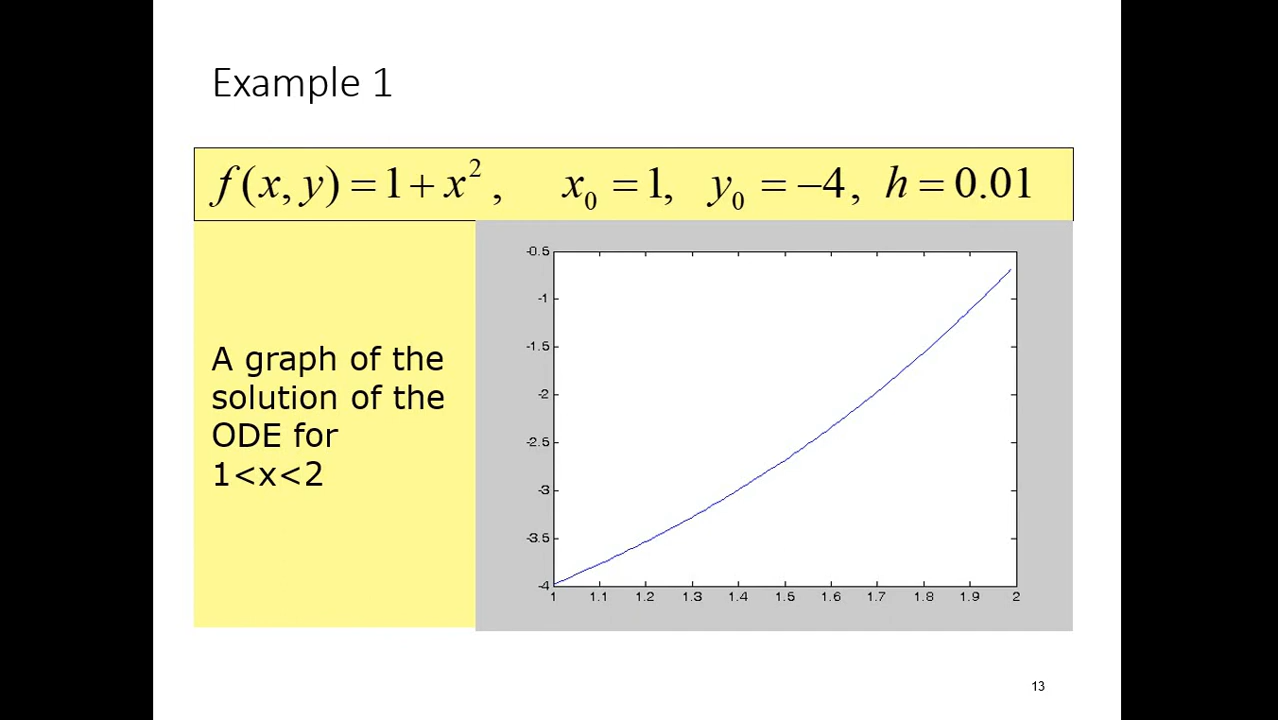 Example 1
f(x, y) = 1 + x², x₀ = 1, y₀ = −4, h = 0.01
A graph of the
solution of the
ODE for
1<x<2
-0.5
-1
-1.5
-2
-2.5
-3
-3.5
-4
1 1.1 1.2 1.3 1.4 1.5 1.6 1.7 1.8 1.9 2
13